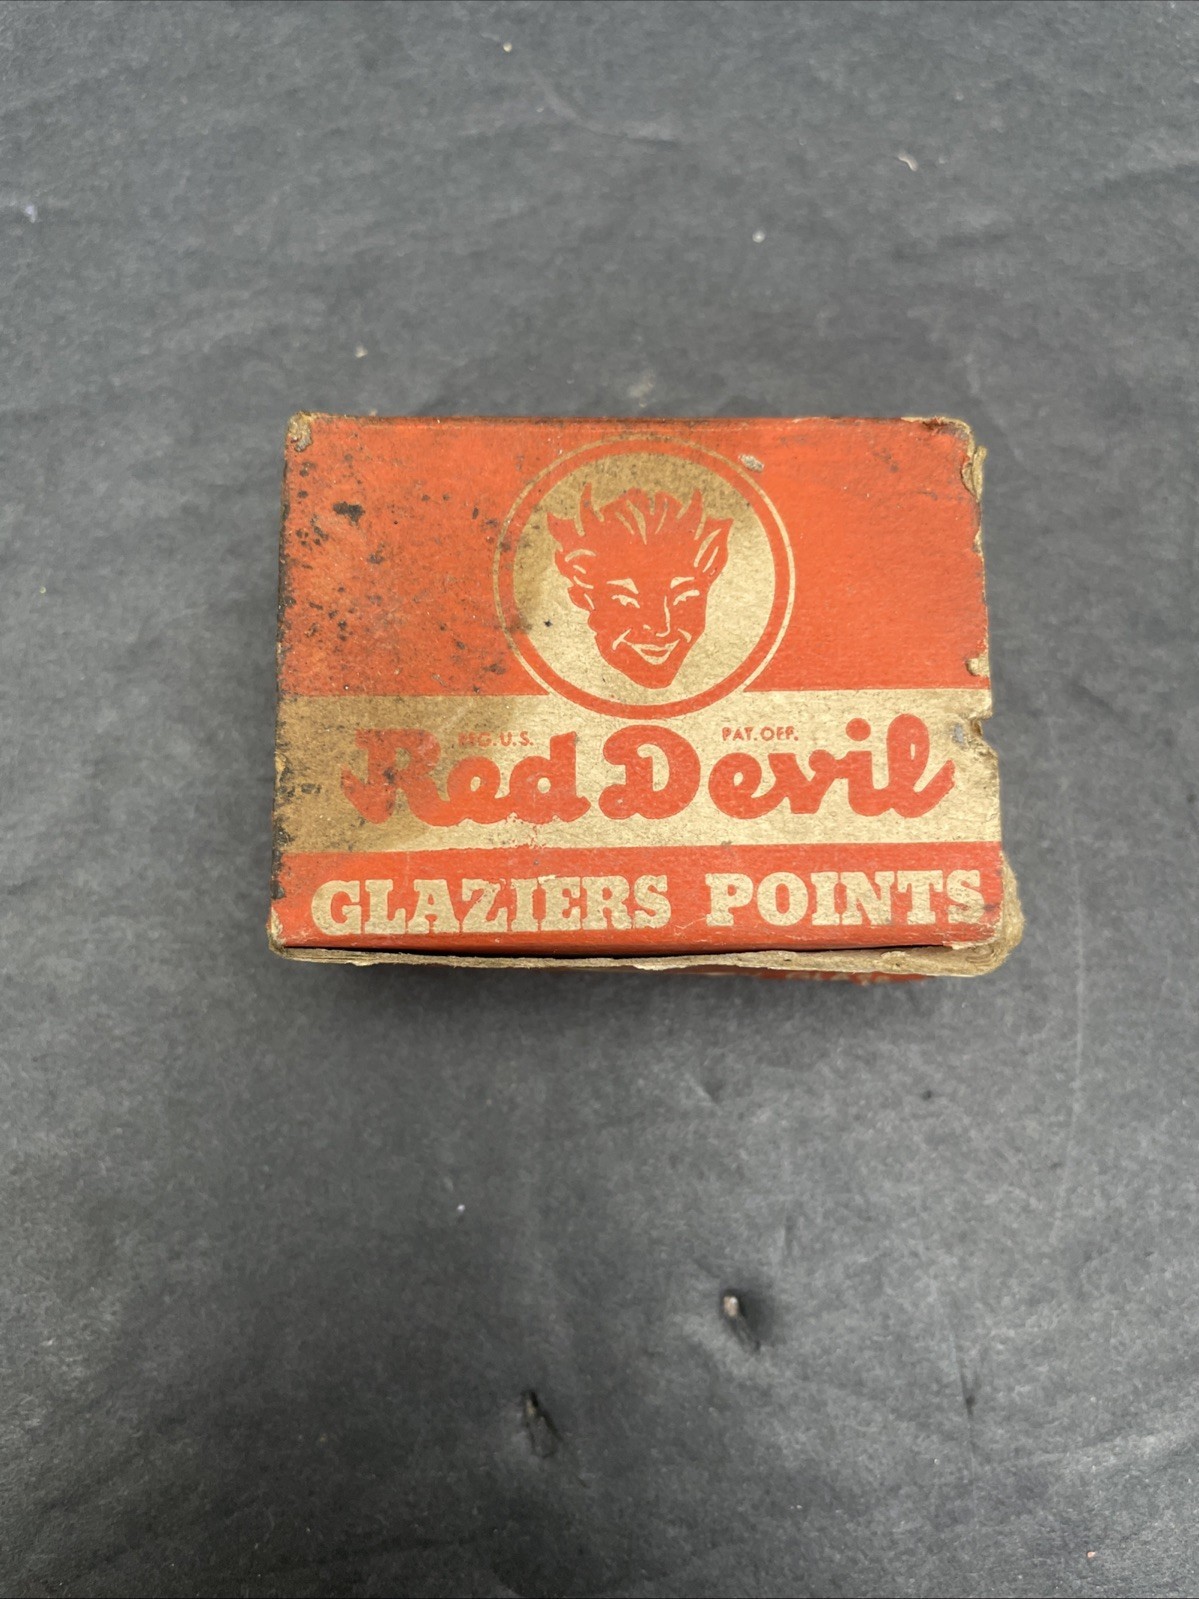 REG. U.S. PAT. OFF.
Red Devil
GLAZIERS POINTS